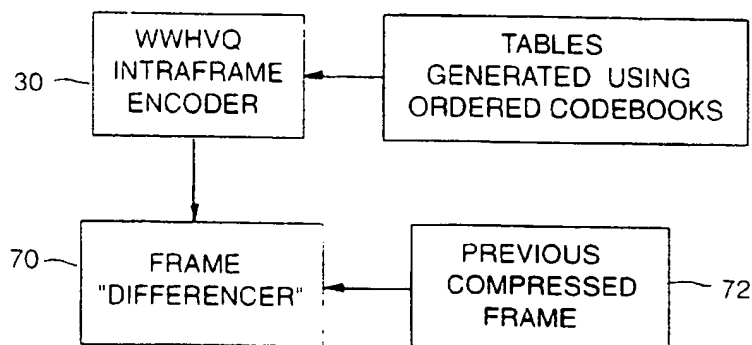 30
WWHVQ
INTRAFRAME
ENCODER
TABLES
GENERATED USING
ORDERED CODEBOOKS
70
FRAME
"DIFFERENCER"
PREVIOUS
COMPRESSED
FRAME
72